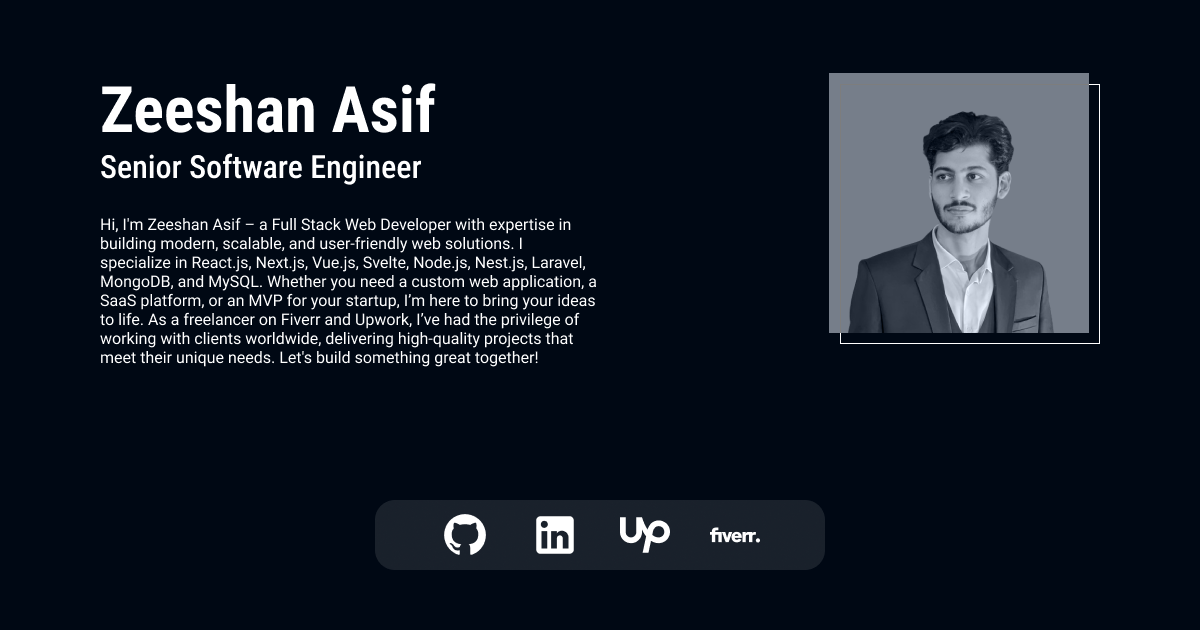 Zeeshan Asif
Senior Software Engineer
Hi, I'm Zeeshan Asif – a Full Stack Web Developer with expertise in
building modern, scalable, and user-friendly web solutions. I
specialize in React.js, Next.js, Vue.js, Svelte, Node.js, Nest.js, Laravel,
MongoDB, and MySQL. Whether you need a custom web application, a
SaaS platform, or an MVP for your startup, I’m here to bring your ideas
to life. As a freelancer on Fiverr and Upwork, I’ve had the privilege of
working with clients worldwide, delivering high-quality projects that
meet their unique needs. Let's build something great together!
in Up fiverr.